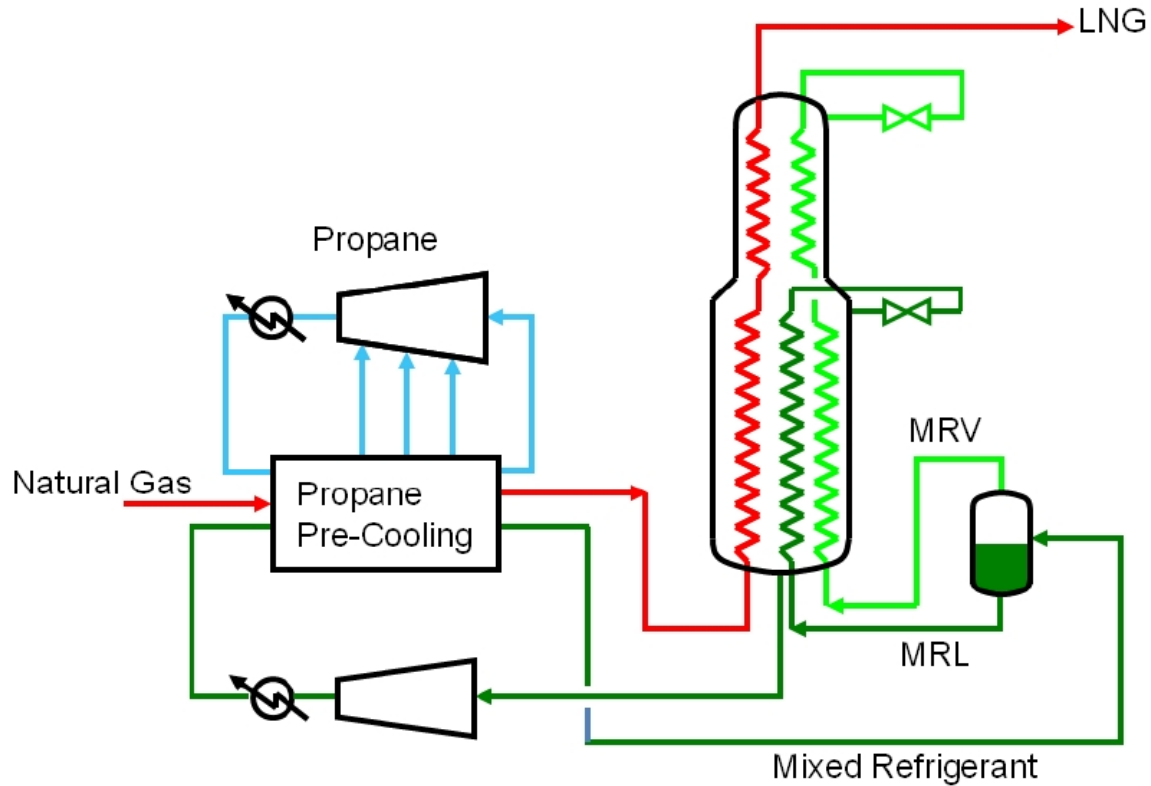 LNG
Propane
MRV
Natural Gas
Propane
Pre-Cooling
MRL
Mixed Refrigerant